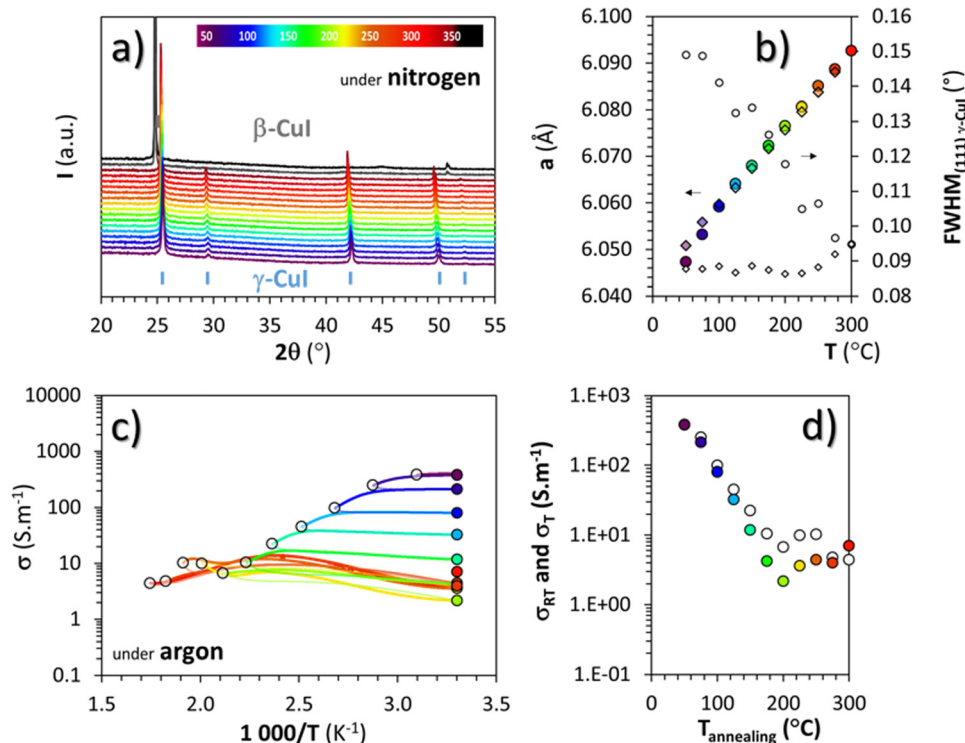 a)
50 100 150 200 250 300 350
under nitrogen
β-CuI
γ-CuI
I (a.u.)
20 25 30 35 40 45 50 55
2θ (°)
b)
6.100
6.090
6.080
6.070
6.060
6.050
6.040
a (Å)
0.16
0.15
0.14
0.13
0.12
0.11
0.10
0.09
0.08
FWHM(111) γ-CuI (°)
0 100 200 300
T (°C)
c)
10000
1000
100
10
1
0.1
σ (S.m-1)
under argon
1.5 2.0 2.5 3.0 3.5
1 000/T (K-1)
d)
1.E+03
1.E+02
1.E+01
1.E+00
1.E-01
σRT and σT (S.m-1)
0 100 200 300
Tannealing (°C)